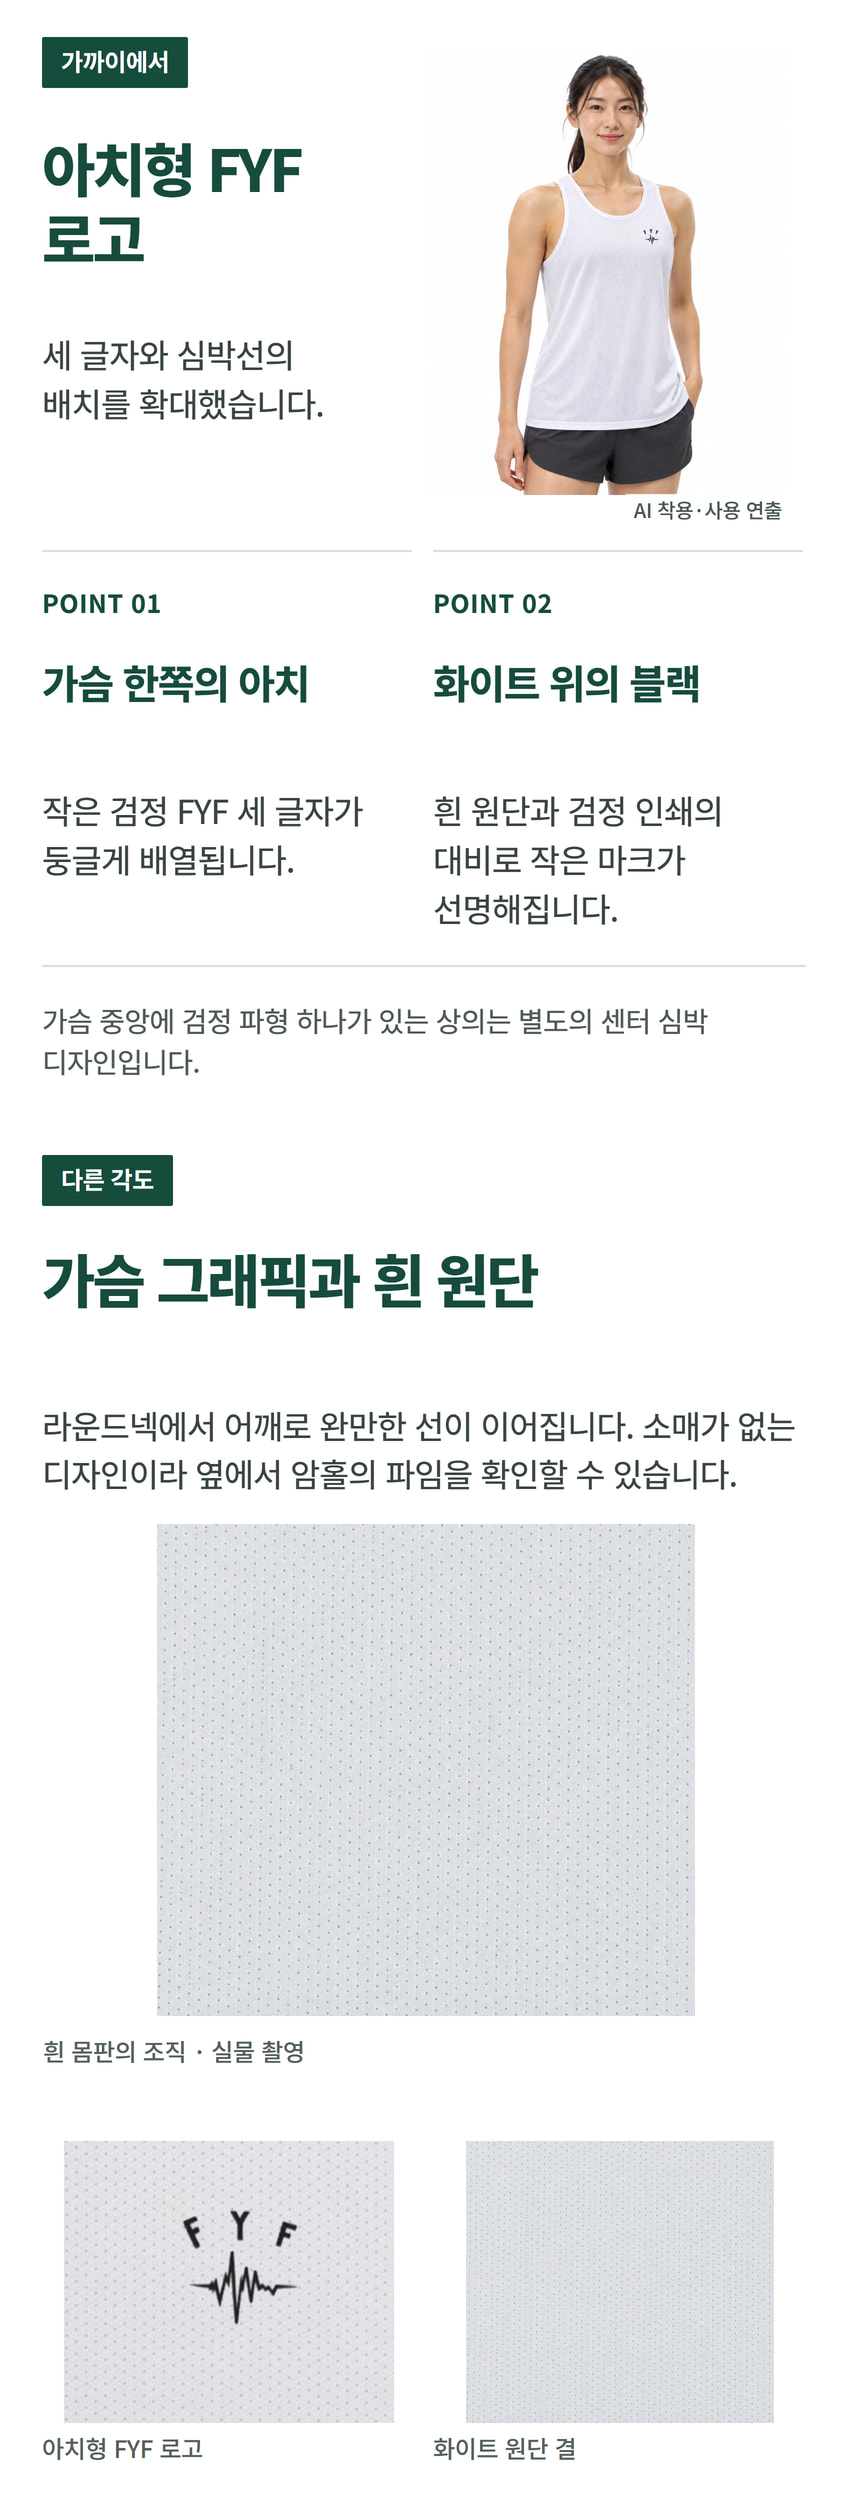 가까이에서
아치형 FYF
로고
세 글자와 심박선의
배치를 확대했습니다.
AI 착용·사용 연출
POINT 01
가슴 한쪽의 아치
작은 검정 FYF 세 글자가
둥글게 배열됩니다.
POINT 02
화이트 위의 블랙
흰 원단과 검정 인쇄의
대비로 작은 마크가
선명해집니다.
가슴 중앙에 검정 파형 하나가 있는 상의는 별도의 센터 심박
디자인입니다.
다른 각도
가슴 그래픽과 흰 원단
라운드넥에서 어깨로 완만한 선이 이어집니다. 소매가 없는
디자인이라 옆에서 암홀의 파임을 확인할 수 있습니다.
흰 몸판의 조직 · 실물 촬영
F Y F
아치형 FYF 로고
화이트 원단 결